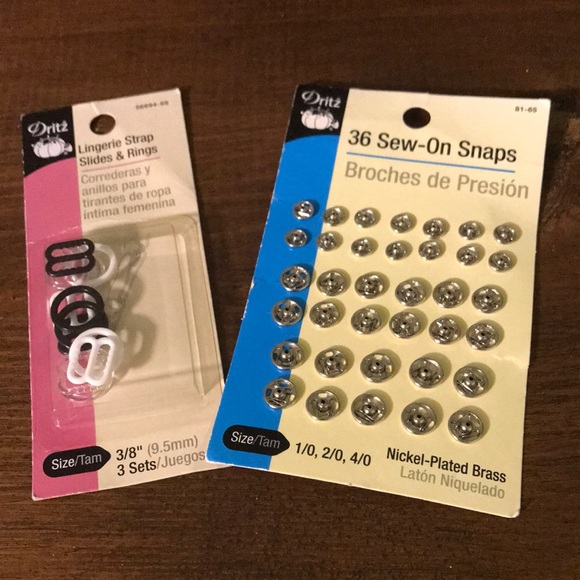 56694-65
Dritz
Lingerie Strap
Slides & Rings
Correderas y
anillos para
tirantes de ropa
íntima femenina
Size/Tam
3/8" (9.5mm)
3 Sets/Juegos
Dritz
81-65
36 Sew-On Snaps
Broches de Presión
Size/Tam
1/0, 2/0, 4/0
Nickel-Plated Brass
Latón Niquelado